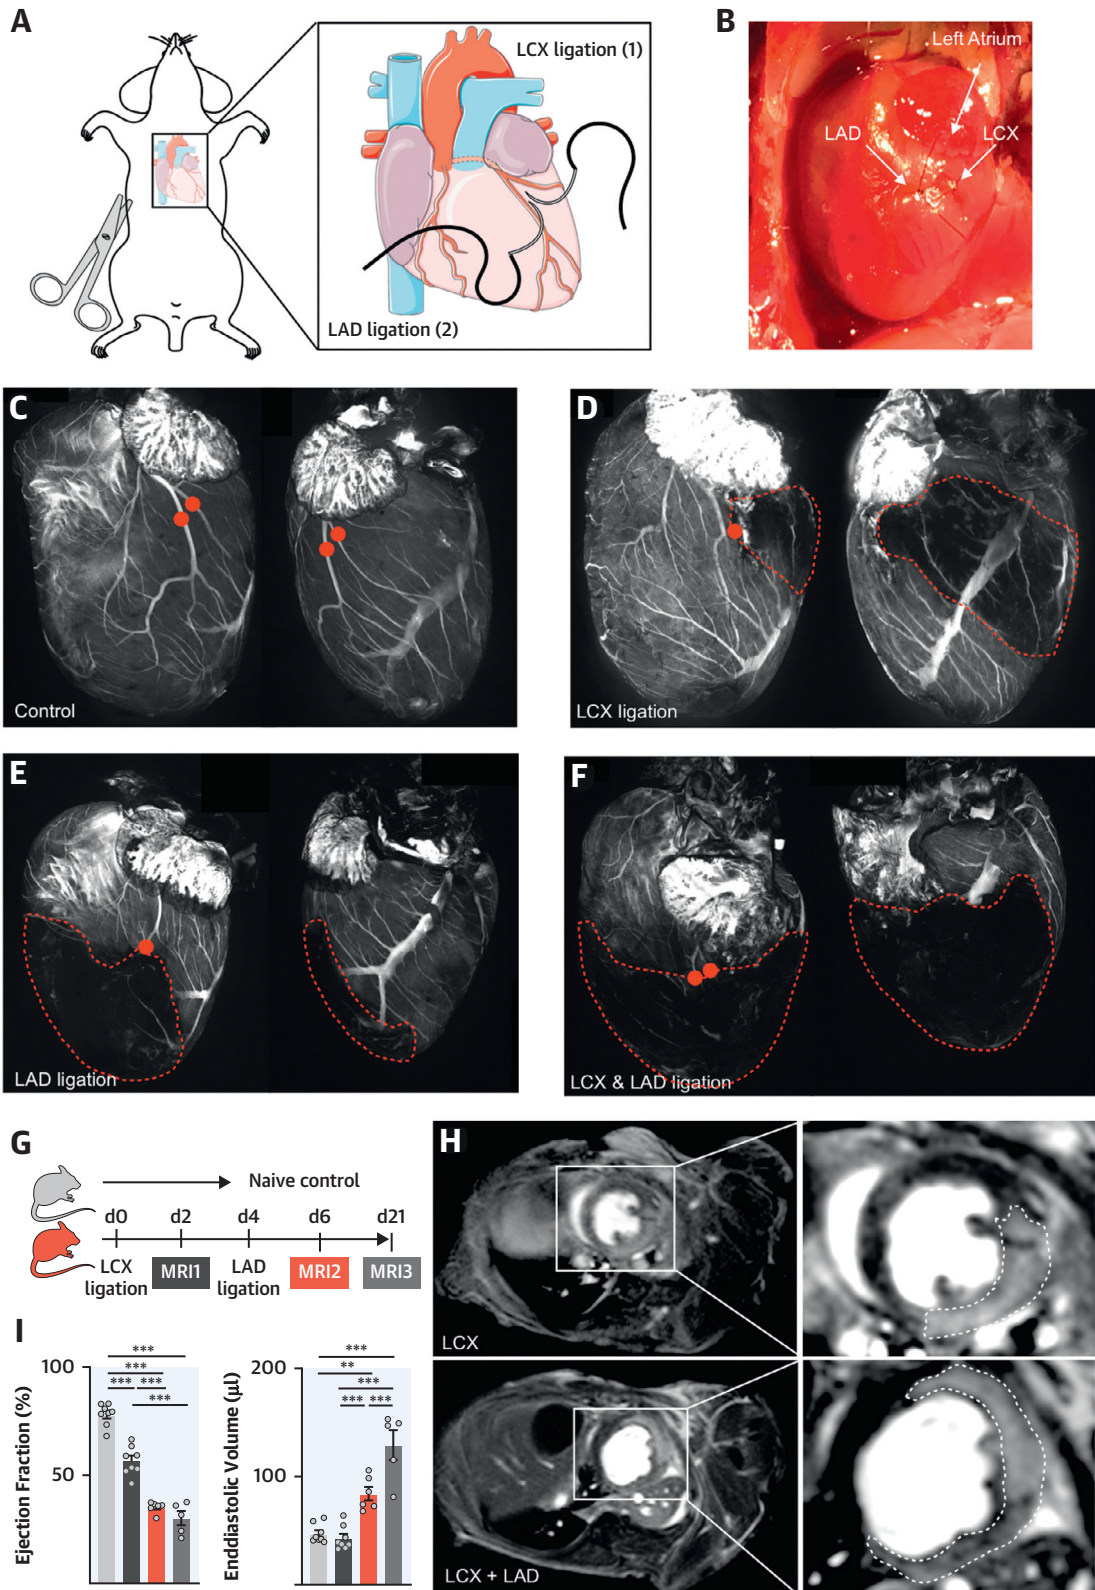 A
LCX ligation (1)
LAD ligation (2)
B
Left Atrium
LAD
LCX
C
Control
D
LCX ligation
E
LAD ligation
F
LCX & LAD ligation
G
Naive control
d0 d2 d4 d6 d21
LCX ligation
MRI1
LAD ligation
MRI2
MRI3
H
LCX
LCX + LAD
I
Ejection Fraction (%)
100
50
***
***
*** ***
***
Enddiastolic Volume (µl)
200
100
***
**
***
*** ***